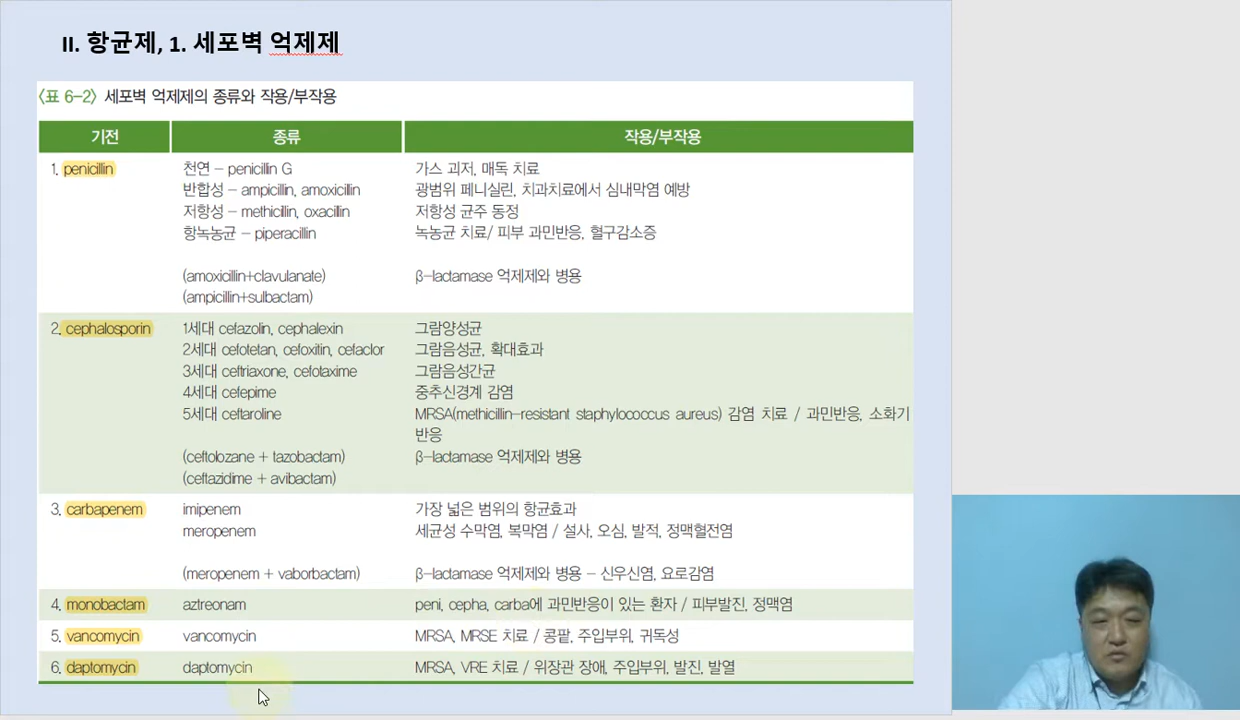 II. 항균제, 1. 세포벽 억제제
〈표 6-2〉 세포벽 억제제의 종류와 작용/부작용
기전 종류 작용/부작용
1. penicillin 천연 – penicillin G 가스 괴저, 매독 치료
반합성 – ampicillin, amoxicillin 광범위 페니실린, 치과치료에서 심내막염 예방
저항성 – methicillin, oxacillin 저항성 균주 동정
항녹농균 – piperacillin 녹농균 치료/ 피부 과민반응, 혈구감소증
(amoxicillin+clavulanate) β-lactamase 억제제와 병용
(ampicillin+sulbactam)
2. cephalosporin 1세대 cefazolin, cephalexin 그람양성균
2세대 cefotetan, cefoxitin, cefaclor 그람음성균, 확대효과
3세대 ceftriaxone, cefotaxime 그람음성간균
4세대 cefepime 중추신경계 감염
5세대 ceftaroline MRSA(methicillin-resistant staphylococcus aureus) 감염 치료 / 과민반응, 소화기
반응
(ceftolozane + tazobactam) β-lactamase 억제제와 병용
(ceftazidime + avibactam)
3. carbapenem imipenem 가장 넓은 범위의 항균효과
meropenem 세균성 수막염, 복막염 / 설사, 오심, 발적, 정맥혈전염
(meropenem + vaborbactam) β-lactamase 억제제와 병용 – 신우신염, 요로감염
4. monobactam aztreonam peni, cepha, carba에 과민반응이 있는 환자 / 피부발진, 정맥염
5. vancomycin vancomycin MRSA, MRSE 치료 / 콩팥, 주입부위, 귀독성
6. daptomycin daptomycin MRSA, VRE 치료 / 위장관 장애, 주입부위, 발진, 발열